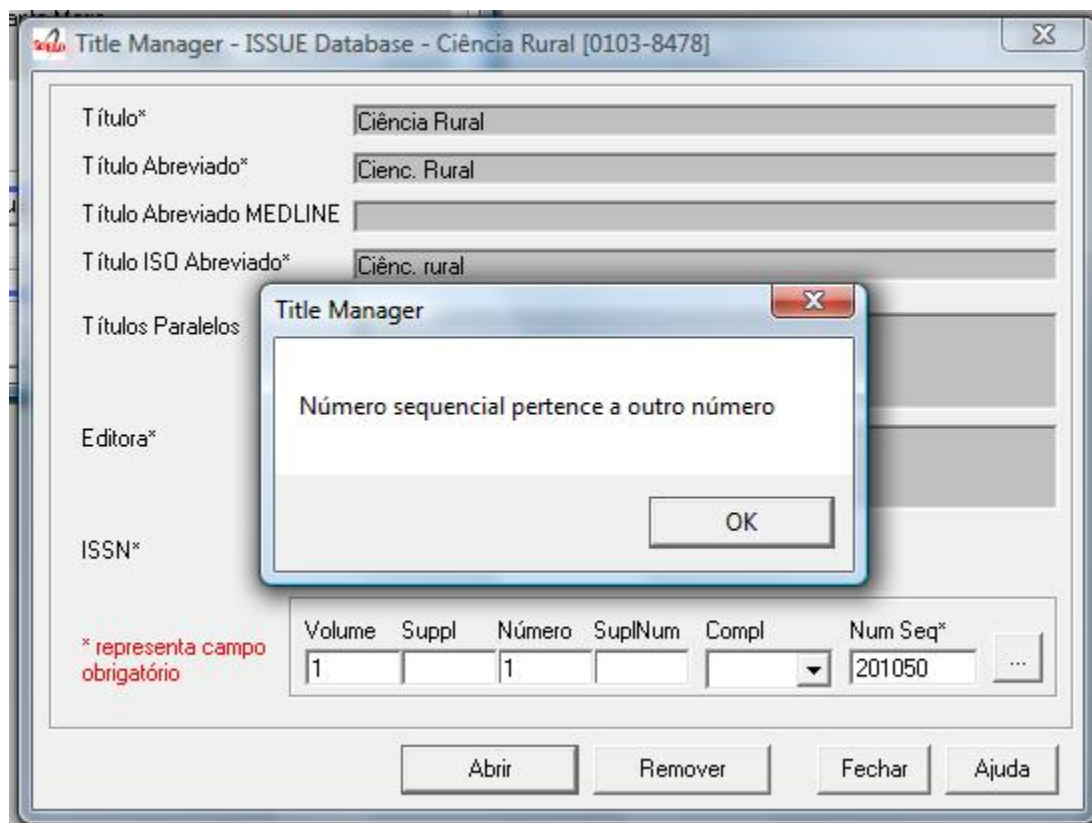 Title Manager - ISSUE Database - Ciência Rural [0103-8478]
Título*
Ciência Rural
Título Abreviado*
Cienc. Rural
Título Abreviado MEDLINE
Título ISO Abreviado*
Ciênc. rural
Títulos Paralelos
Title Manager
Número sequencial pertence a outro número
OK
Editora*
ISSN*
* representa campo
obrigatório
Volume Suppl Número SuplNum Compl Num Seq*
1 1 201050 ...
Abrir Remover Fechar Ajuda